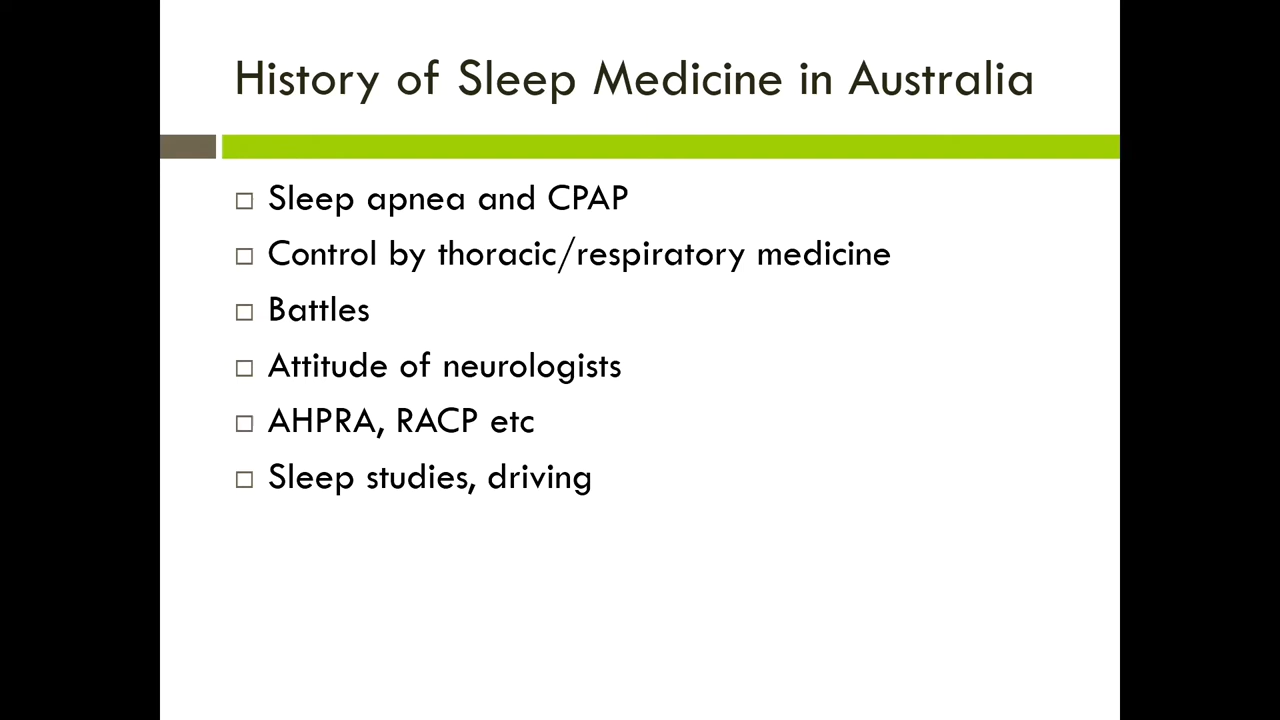 History of Sleep Medicine in Australia
Sleep apnea and CPAP
Control by thoracic/respiratory medicine
Battles
Attitude of neurologists
AHPRA, RACP etc
Sleep studies, driving